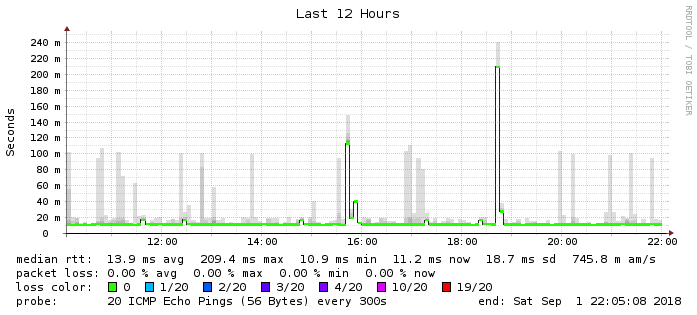 Last 12 Hours
RRDTOOL / TOBI OETIKER
Seconds
240 m
220 m
200 m
180 m
160 m
140 m
120 m
100 m
80 m
60 m
40 m
20 m
0
12:00 14:00 16:00 18:00 20:00 22:00
median rtt: 13.9 ms avg 209.4 ms max 10.9 ms min 11.2 ms now 18.7 ms sd 745.8 m am/s
packet loss: 0.00 % avg 0.00 % max 0.00 % min 0.00 % now
loss color: 0 1/20 2/20 3/20 4/20 10/20 19/20
probe: 20 ICMP Echo Pings (56 Bytes) every 300s end: Sat Sep 1 22:05:08 2018